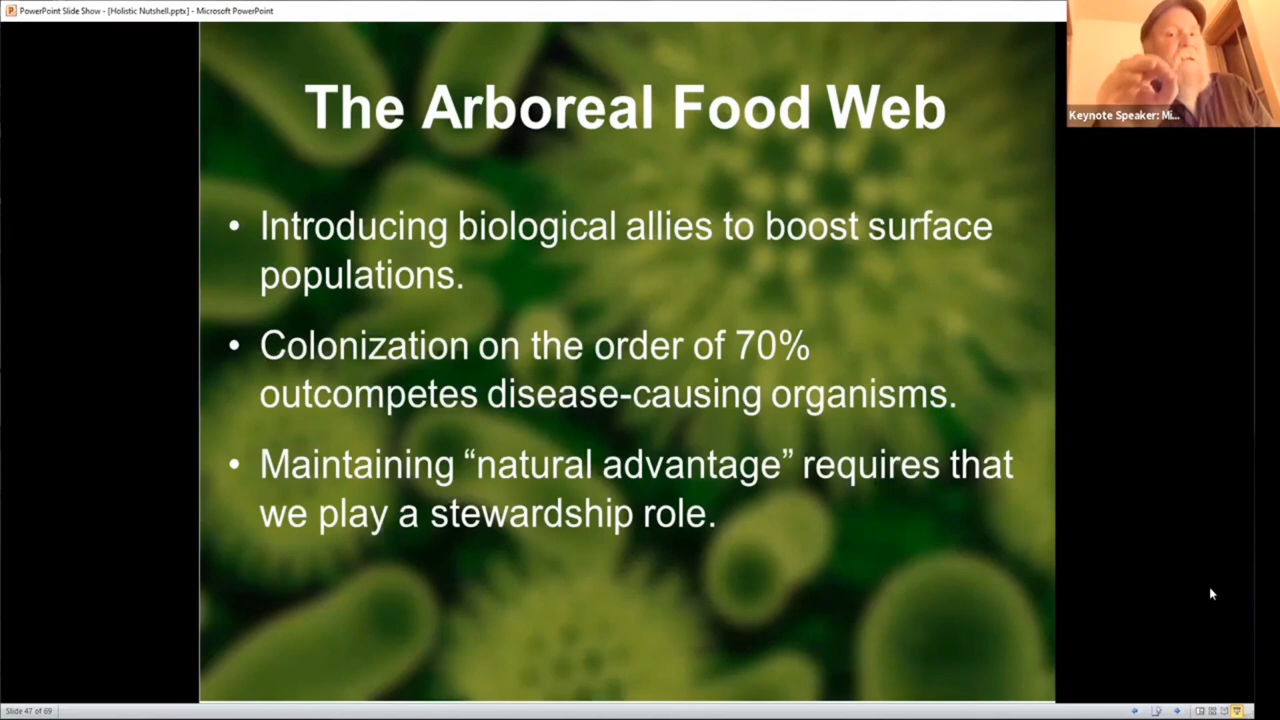 PowerPoint Slide Show - [Holistic Nutshell.pptx] - Microsoft PowerPoint
Keynote Speaker: Mi...
The Arboreal Food Web
• Introducing biological allies to boost surface
populations.
• Colonization on the order of 70%
outcompetes disease-causing organisms.
• Maintaining “natural advantage” requires that
we play a stewardship role.
Slide 47 of 69